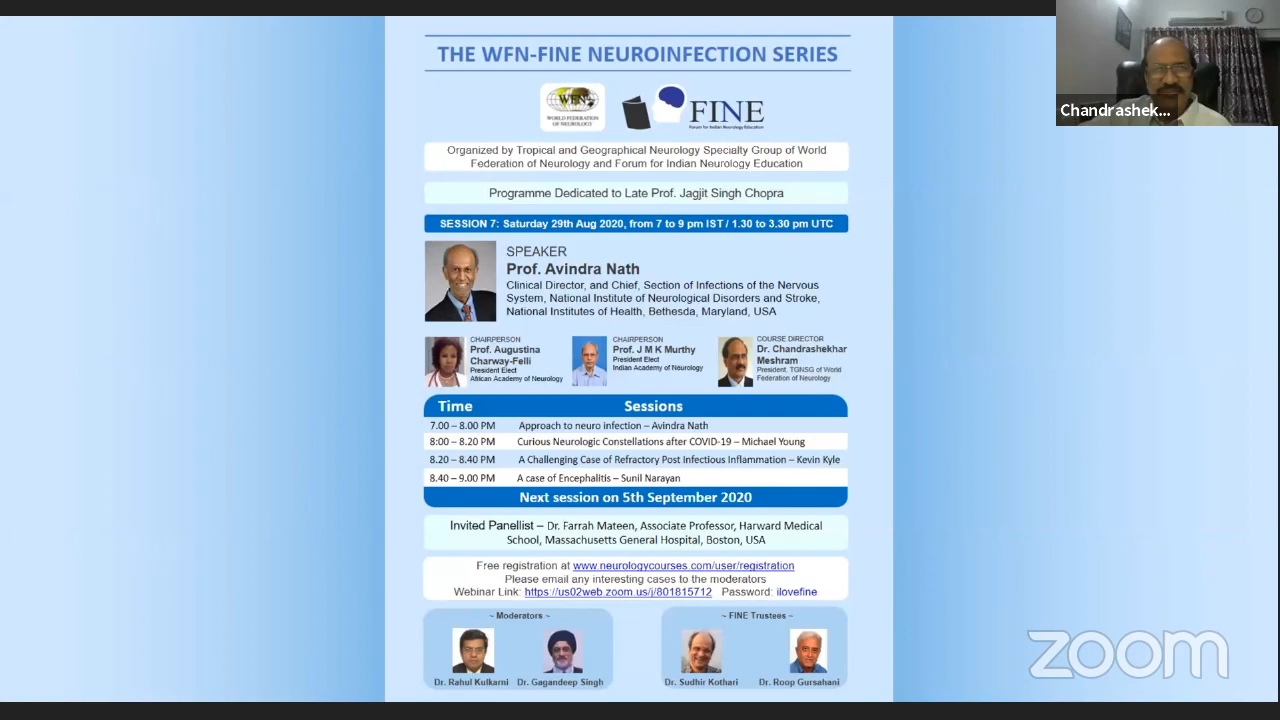 THE WFN-FINE NEUROINFECTION SERIES
WFN
WORLD FEDERATION
OF NEUROLOGY
FINE
Forum for Indian Neurology Education
Organized by Tropical and Geographical Neurology Specialty Group of World
Federation of Neurology and Forum for Indian Neurology Education
Programme Dedicated to Late Prof. Jagjit Singh Chopra
SESSION 7: Saturday 29th Aug 2020, from 7 to 9 pm IST / 1.30 to 3.30 pm UTC
SPEAKER
Prof. Avindra Nath
Clinical Director, and Chief, Section of Infections of the Nervous
System, National Institute of Neurological Disorders and Stroke,
National Institutes of Health, Bethesda, Maryland, USA
CHAIRPERSON
Prof. Augustina
Charway-Felli
President Elect
African Academy of Neurology
CHAIRPERSON
Prof. J M K Murthy
President Elect
Indian Academy of Neurology
COURSE DIRECTOR
Dr. Chandrashekhar
Meshram
President, TGNSG of World
Federation of Neurology
Time Sessions
7.00 – 8.00 PM Approach to neuro infection – Avindra Nath
8:00 – 8.20 PM Curious Neurologic Constellations after COVID-19 – Michael Young
8.20 – 8.40 PM A Challenging Case of Refractory Post Infectious Inflammation – Kevin Kyle
8.40 – 9.00 PM A case of Encephalitis – Sunil Narayan
Next session on 5th September 2020
Invited Panellist – Dr. Farrah Mateen, Associate Professor, Harward Medical
School, Massachusetts General Hospital, Boston, USA
Free registration at www.neurologycourses.com/user/registration
Please email any interesting cases to the moderators
Webinar Link: https://us02web.zoom.us/j/801815712 Password: ilovefine
~ Moderators ~
Dr. Rahul Kulkarni Dr. Gagandeep Singh
~ FINE Trustees ~
Dr. Sudhir Kothari Dr. Roop Gursahani
Chandrashek...
zoom